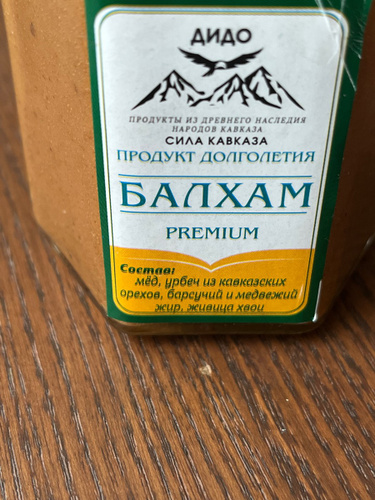 ДИДО
ПРОДУКТЫ ИЗ ДРЕВНЕГО НАСЛЕДИЯ
НАРОДОВ КАВКАЗА
СИЛА КАВКАЗА
ПРОДУКТ ДОЛГОЛЕТИЯ
БАЛХАМ
PREMIUM
Состав:
мёд, урбеч из кавказских
орехов, барсучий и медвежий
жир, живица хвои